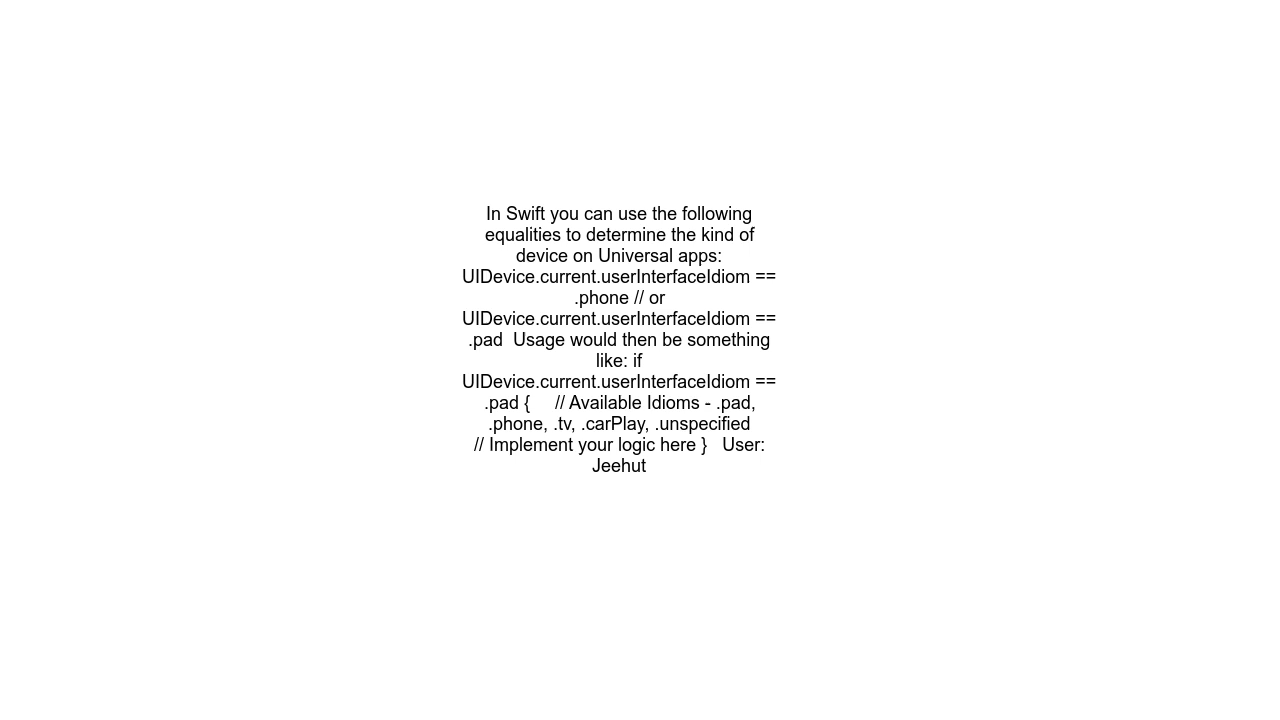 In Swift you can use the following
equalities to determine the kind of
device on Universal apps:
UIDevice.current.userInterfaceIdiom ==
.phone // or
UIDevice.current.userInterfaceIdiom ==
.pad  Usage would then be something
like: if
UIDevice.current.userInterfaceIdiom ==
.pad {     // Available Idioms - .pad,
.phone, .tv, .carPlay, .unspecified
// Implement your logic here }   User:
Jeehut